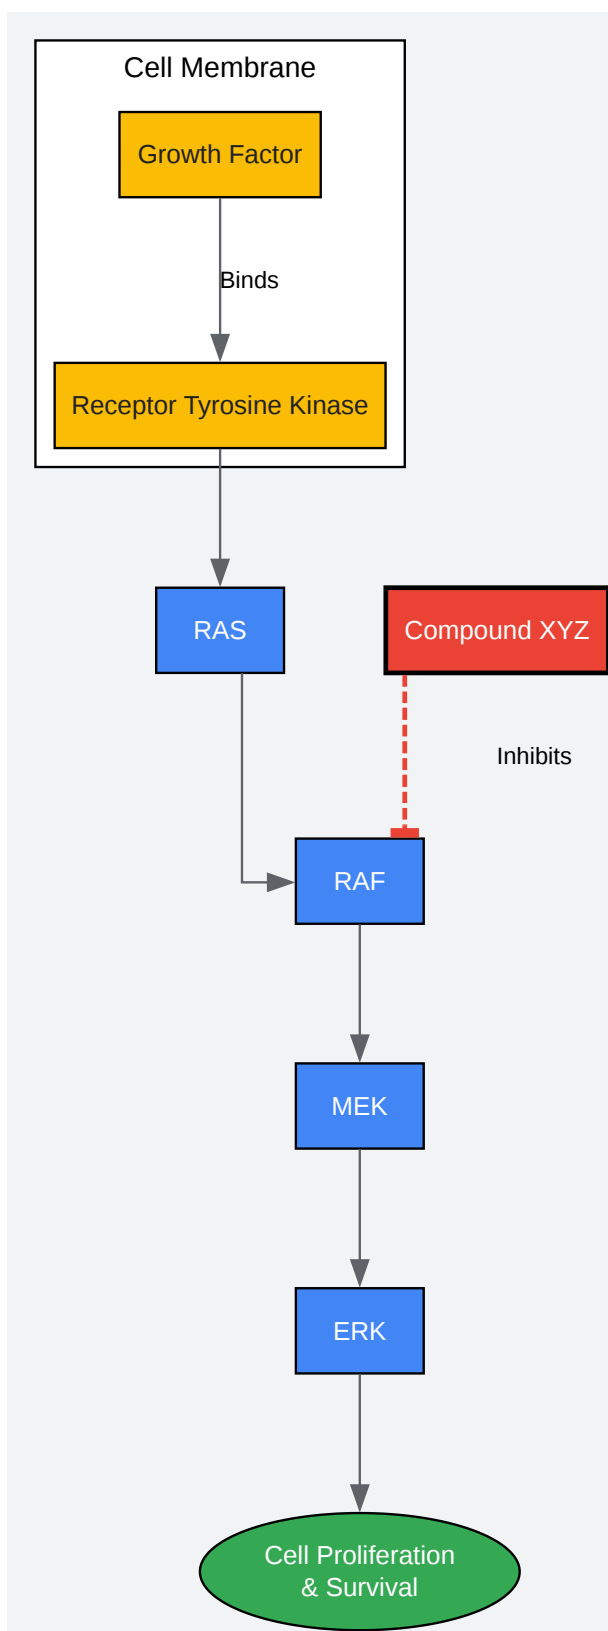 Cell Membrane
Growth Factor
Binds
Receptor Tyrosine Kinase
RAS
Compound XYZ
Inhibits
RAF
MEK
ERK
Cell Proliferation
& Survival